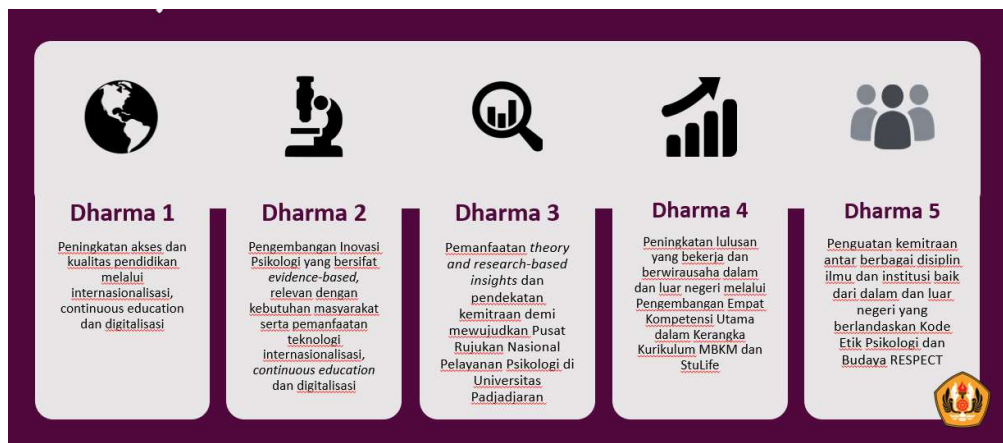 Dharma 1
Peningkatan akses dan
kualitas pendidikan
melalui
internasionalisasi,
continuous education
dan digitalisasi
Dharma 2
Pengembangan Inovasi
Psikologi yang bersifat
evidence-based,
relevan dengan
kebutuhan masyarakat
serta pemanfaatan
teknologi
internasionalisasi,
continuous education
dan digitalisasi
Dharma 3
Pemanfaatan theory
and research-based
insights dan
pendekatan
kemitraan demi
mewujudkan Pusat
Rujukan Nasional
Pelayanan Psikologi di
Universitas
Padjadjaran
Dharma 4
Peningkatan lulusan
yang bekerja dan
berwirausaha dalam
dan luar negeri melalui
Pengembangan Empat
Kompetensi Utama
dalam Kerangka
Kurikulum MBKM dan
StuLife
Dharma 5
Penguatan kemitraan
antar berbagai disiplin
ilmu dan institusi baik
dari dalam dan luar
negeri yang
berlandaskan Kode
Etik Psikologi dan
Budaya RESPECT